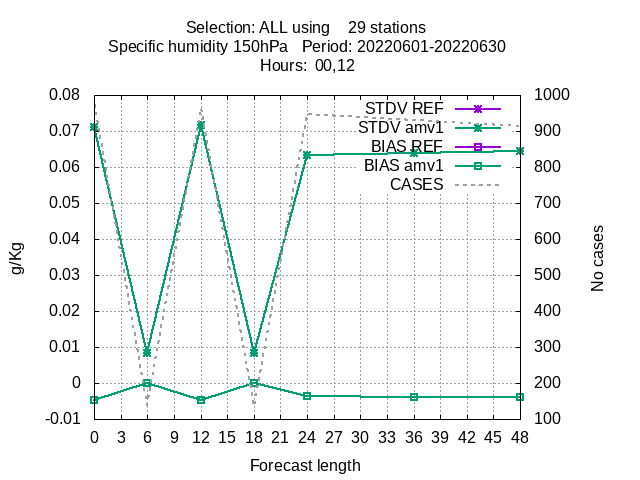 Selection: ALL using    29 stations
Specific humidity 150hPa   Period: 20220601-20220630
Hours:  00,12
0.08
0.07
0.06
0.05
0.04
0.03
0.02
0.01
0
-0.01
g/Kg
STDV REF
STDV amv1
BIAS REF
BIAS amv1
CASES
1000
900
800
700
600
500
400
300
200
100
No cases
0 3 6 9 12 15 18 21 24 27 30 33 36 39 42 45 48
Forecast length